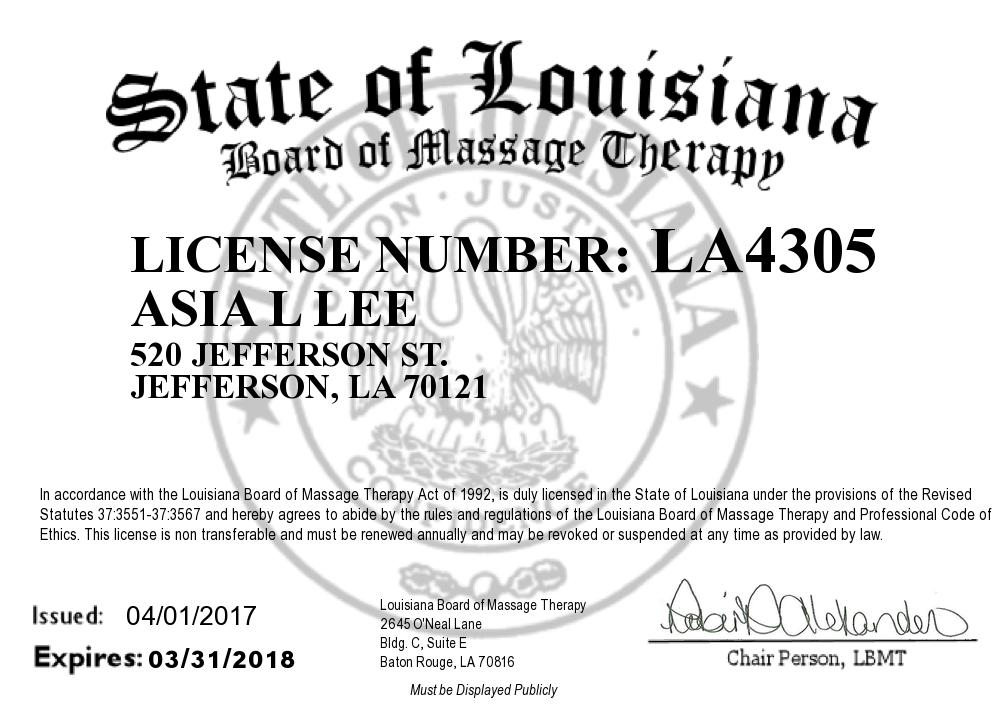 State of Louisiana
Board of Massage Therapy
STATE OF LOUISIANA
UNION · JUSTICE ·
CONFIDENCE
LICENSE NUMBER: LA4305
ASIA L LEE
520 JEFFERSON ST.
JEFFERSON, LA 70121
In accordance with the Louisiana Board of Massage Therapy Act of 1992, is duly licensed in the State of Louisiana under the provisions of the Revised
Statutes 37:3551-37:3567 and hereby agrees to abide by the rules and regulations of the Louisiana Board of Massage Therapy and Professional Code of
Ethics. This license is non transferable and must be renewed annually and may be revoked or suspended at any time as provided by law.
Issued: 04/01/2017
Expires: 03/31/2018
Louisiana Board of Massage Therapy
2645 O'Neal Lane
Bldg. C, Suite E
Baton Rouge, LA 70816
Must be Displayed Publicly
Alexander
Chair Person, LBMT